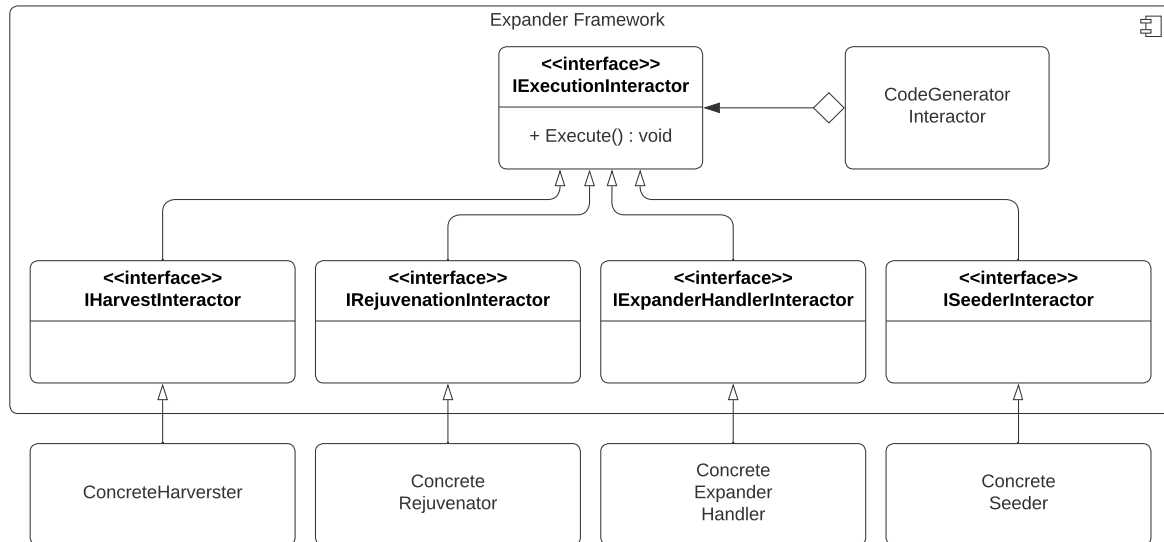 Expander Framework
<<interface>>
IExecutionInteractor
+ Execute() : void
CodeGenerator
Interactor
<<interface>>
IHarvestInteractor
<<interface>>
IRejuvenationInteractor
<<interface>>
IExpanderHandlerInteractor
<<interface>>
ISeederInteractor
ConcreteHarverster
Concrete
Rejuvenator
Concrete
Expander
Handler
Concrete
Seeder